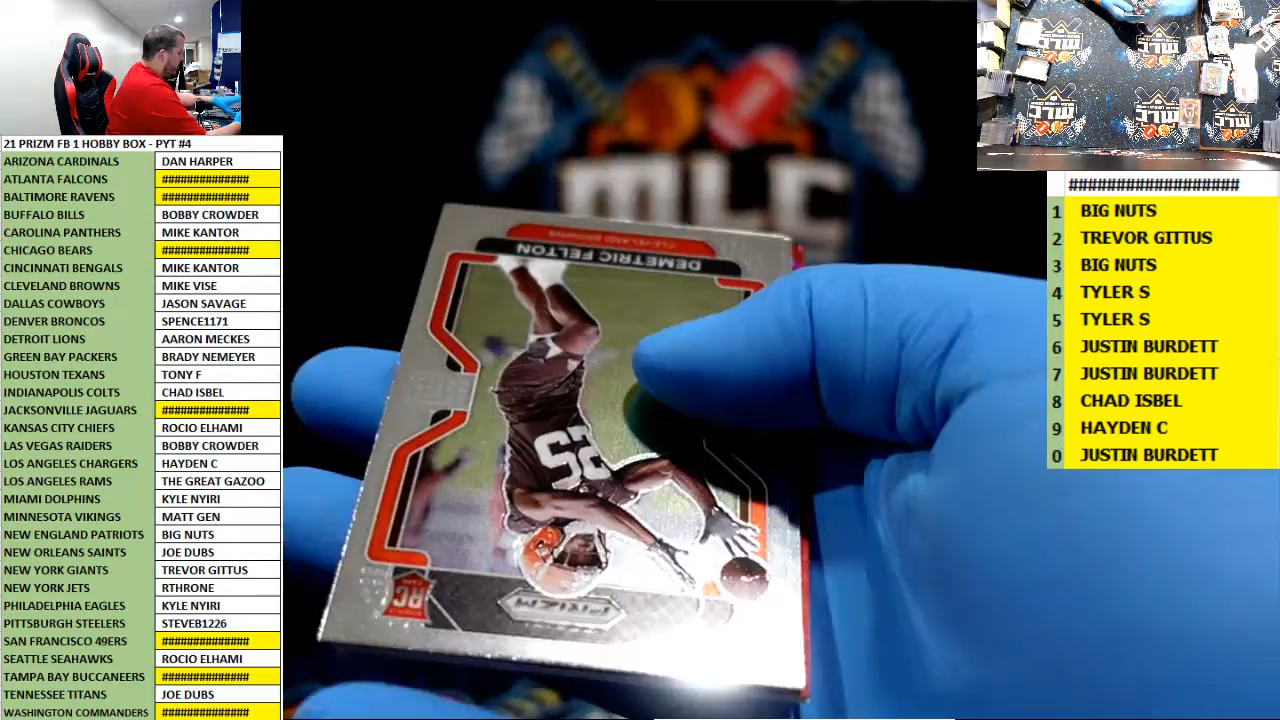 21 PRIZM FB 1 HOBBY BOX - PYT #4
ARIZONA CARDINALS DAN HARPER
ATLANTA FALCONS ##############
BALTIMORE RAVENS ##############
BUFFALO BILLS BOBBY CROWDER
CAROLINA PANTHERS MIKE KANTOR
CHICAGO BEARS ##############
CINCINNATI BENGALS MIKE KANTOR
CLEVELAND BROWNS MIKE VISE
DALLAS COWBOYS JASON SAVAGE
DENVER BRONCOS SPENCE1171
DETROIT LIONS AARON MECKES
GREEN BAY PACKERS BRADY NEMEYER
HOUSTON TEXANS TONY F
INDIANAPOLIS COLTS CHAD ISBEL
JACKSONVILLE JAGUARS ##############
KANSAS CITY CHIEFS ROCIO ELHAMI
LAS VEGAS RAIDERS BOBBY CROWDER
LOS ANGELES CHARGERS HAYDEN C
LOS ANGELES RAMS THE GREAT GAZOO
MIAMI DOLPHINS KYLE NYIRI
MINNESOTA VIKINGS MATT GEN
NEW ENGLAND PATRIOTS BIG NUTS
NEW ORLEANS SAINTS JOE DUBS
NEW YORK GIANTS TREVOR GITTUS
NEW YORK JETS RTHRONE
PHILADELPHIA EAGLES KYLE NYIRI
PITTSBURGH STEELERS STEVEB1226
SAN FRANCISCO 49ERS ##############
SEATTLE SEAHAWKS ROCIO ELHAMI
TAMPA BAY BUCCANEERS ##############
TENNESSEE TITANS JOE DUBS
WASHINGTON COMMANDERS ##############
CLEVELAND BROWNS
DEMETRIC FELTON
25
RC
PRIZM
##################
1 BIG NUTS
2 TREVOR GITTUS
3 BIG NUTS
4 TYLER S
5 TYLER S
6 JUSTIN BURDETT
7 JUSTIN BURDETT
8 CHAD ISBEL
9 HAYDEN C
0 JUSTIN BURDETT